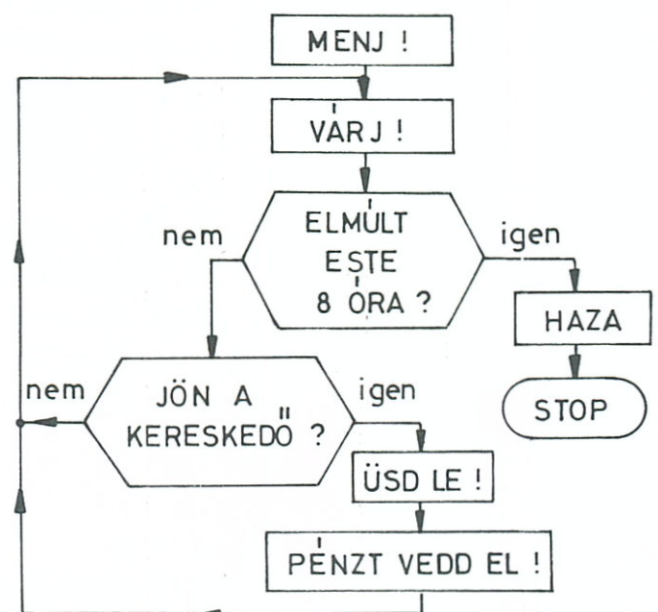 MENJ !
VÁRJ !
ELMÚLT
ESTE
8 ÓRA ?
nem
igen
HAZA
STOP
JÖN A
KERESKEDŐ ?
nem
igen
ÜSD LE !
PÉNZT VEDD EL !